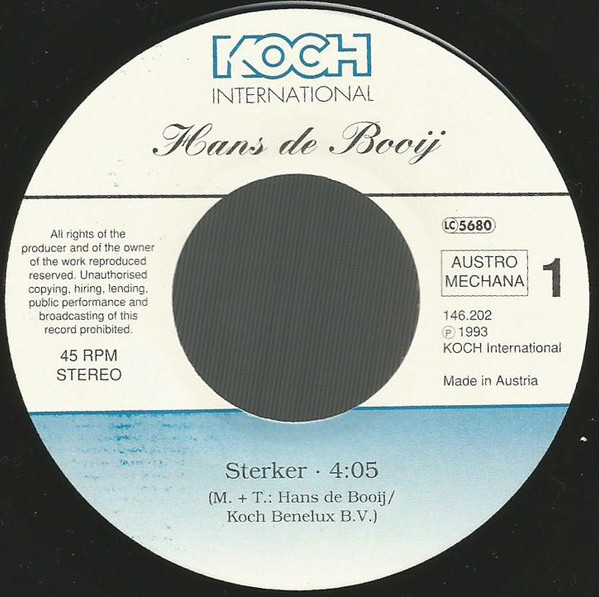 KOCH
INTERNATIONAL
Hans de Booij
All rights of the
producer and of the owner
of the work reproduced
reserved. Unauthorised
copying, hiring, lending,
public performance and
broadcasting of this
record prohibited.
45 RPM
STEREO
LC 5680
AUSTRO
MECHANA
1
146.202
Ⓟ 1993
KOCH International
Made in Austria
Sterker · 4:05
(M. + T.: Hans de Booij/
Koch Benelux B.V.)